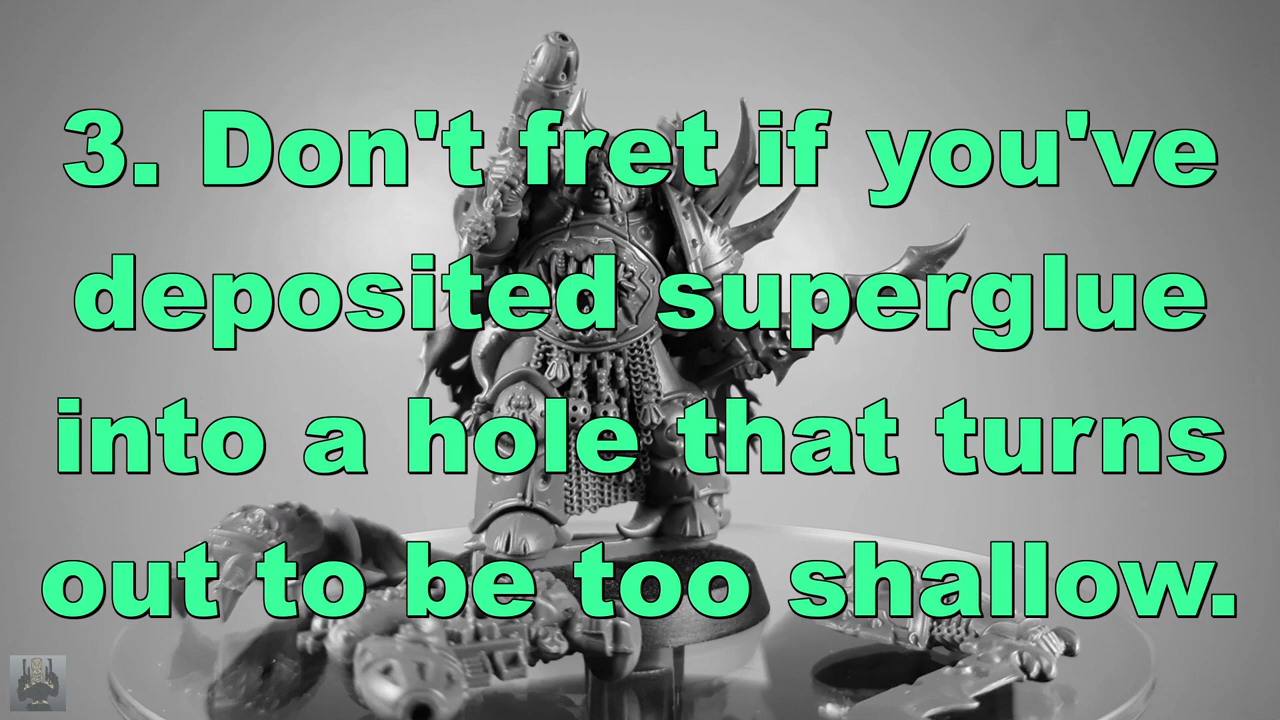 3. Don't fret if you've
deposited superglue
into a hole that turns
out to be too shallow.